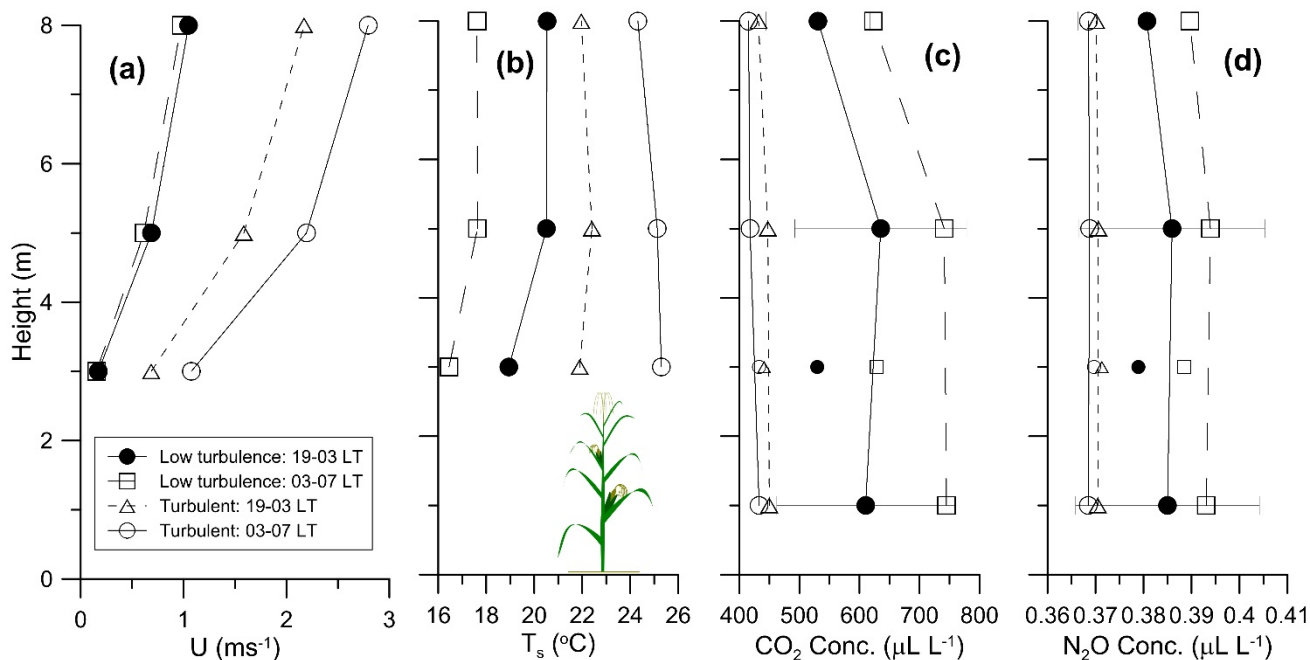 (a)
(b)
(c)
(d)
8
6
4
2
0
Height (m)
Low turbulence: 19-03 LT
Low turbulence: 03-07 LT
Turbulent: 19-03 LT
Turbulent: 03-07 LT
0 1 2 3
U (ms⁻¹)
16 18 20 22 24 26
Tₛ (ºC)
400 500 600 700 800
CO₂ Conc. (µL L⁻¹)
0.36 0.37 0.38 0.39 0.4 0.41
N₂O Conc. (µL L⁻¹)